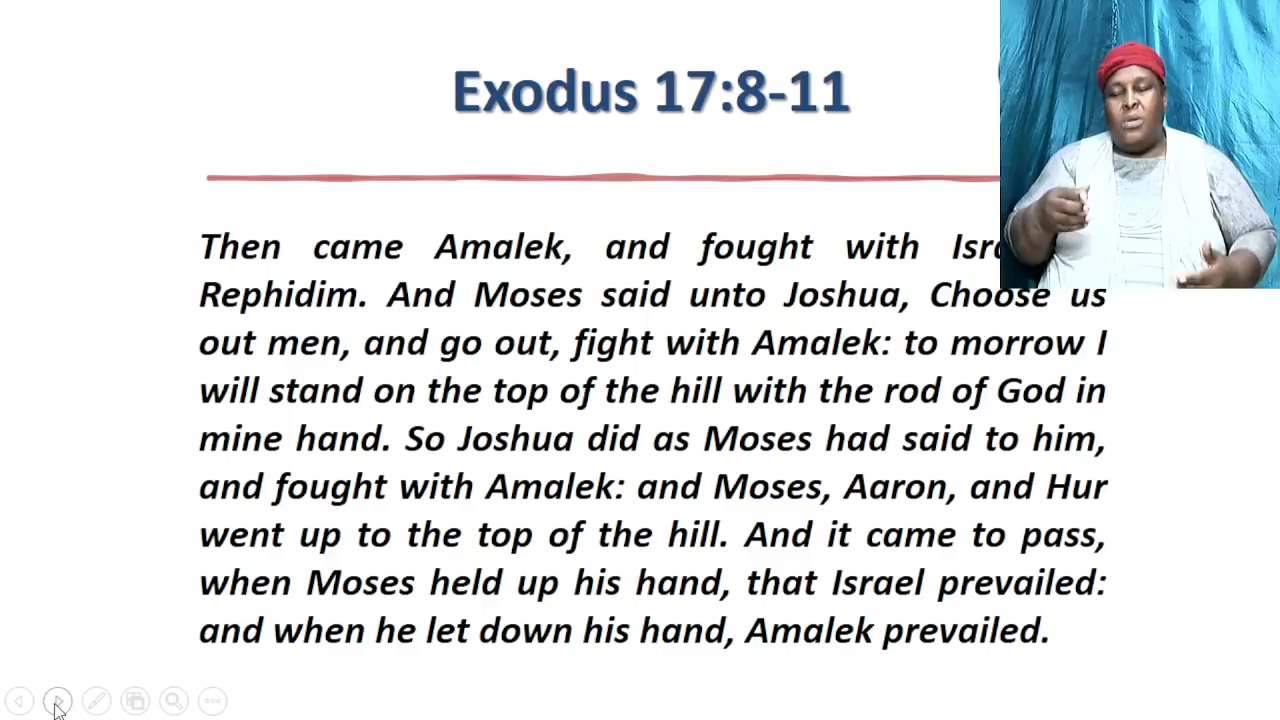 Exodus 17:8-11
Then came Amalek, and fought with
Rephidim. And Moses said unto Joshua, Choose us
out men, and go out, fight with Amalek: to morrow I
will stand on the top of the hill with the rod of God in
mine hand. So Joshua did as Moses had said to him,
and fought with Amalek: and Moses, Aaron, and Hur
went up to the top of the hill. And it came to pass,
when Moses held up his hand, that Israel prevailed:
and when he let down his hand, Amalek prevailed.